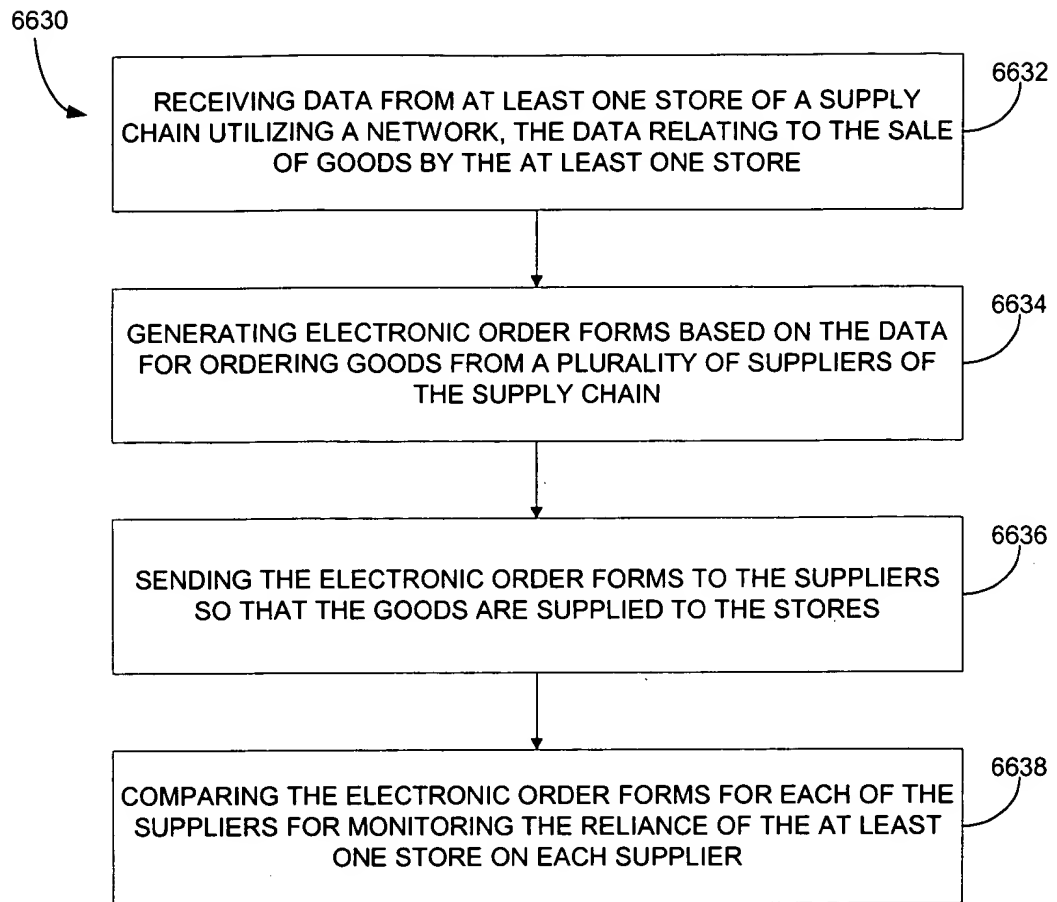 6630
6632
RECEIVING DATA FROM AT LEAST ONE STORE OF A SUPPLY
CHAIN UTILIZING A NETWORK, THE DATA RELATING TO THE SALE
OF GOODS BY THE AT LEAST ONE STORE
6634
GENERATING ELECTRONIC ORDER FORMS BASED ON THE DATA
FOR ORDERING GOODS FROM A PLURALITY OF SUPPLIERS OF
THE SUPPLY CHAIN
6636
SENDING THE ELECTRONIC ORDER FORMS TO THE SUPPLIERS
SO THAT THE GOODS ARE SUPPLIED TO THE STORES
6638
COMPARING THE ELECTRONIC ORDER FORMS FOR EACH OF THE
SUPPLIERS FOR MONITORING THE RELIANCE OF THE AT LEAST
ONE STORE ON EACH SUPPLIER